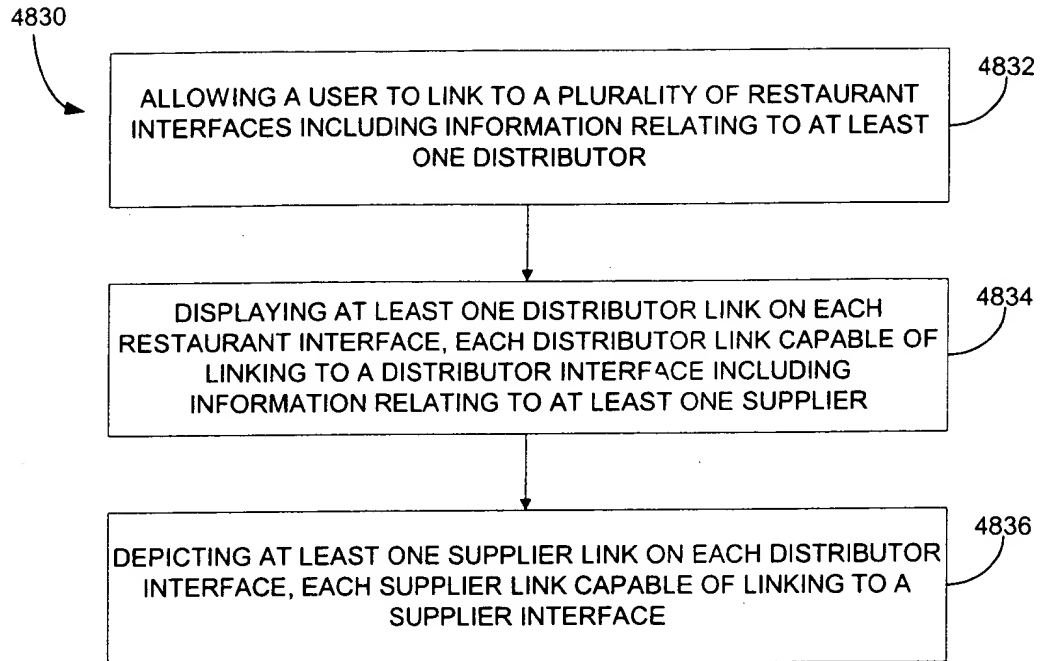 4830
ALLOWING A USER TO LINK TO A PLURALITY OF RESTAURANT
INTERFACES INCLUDING INFORMATION RELATING TO AT LEAST
ONE DISTRIBUTOR
4832
DISPLAYING AT LEAST ONE DISTRIBUTOR LINK ON EACH
RESTAURANT INTERFACE, EACH DISTRIBUTOR LINK CAPABLE OF
LINKING TO A DISTRIBUTOR INTERFACE INCLUDING
INFORMATION RELATING TO AT LEAST ONE SUPPLIER
4834
DEPICTING AT LEAST ONE SUPPLIER LINK ON EACH DISTRIBUTOR
INTERFACE, EACH SUPPLIER LINK CAPABLE OF LINKING TO A
SUPPLIER INTERFACE
4836